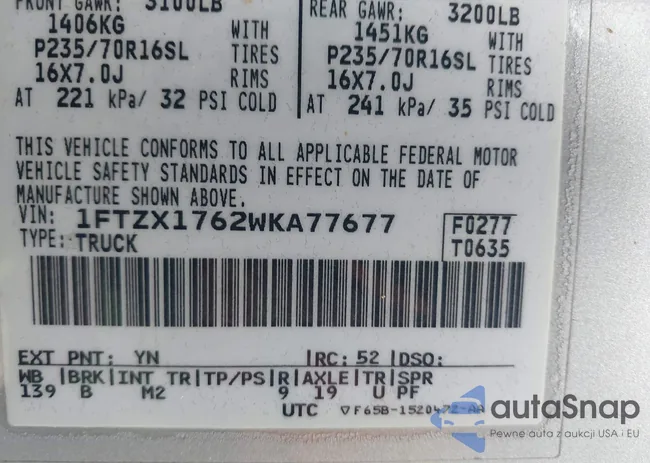 FRONT GAWR: 3100LB
1406KG WITH
P235/70R16SL TIRES
16X7.0J RIMS
AT 221 kPa/ 32 PSI COLD
REAR GAWR: 3200LB
1451KG WITH
P235/70R16SL TIRES
16X7.0J RIMS
AT 241 kPa/ 35 PSI COLD
THIS VEHICLE CONFORMS TO ALL APPLICABLE FEDERAL MOTOR
VEHICLE SAFETY STANDARDS IN EFFECT ON THE DATE OF
MANUFACTURE SHOWN ABOVE.
VIN: 1FTZX1762WKA77677 F0277
TYPE: TRUCK T0635
EXT PNT: YN RC: 52 DSO:
WB BRK INT TR TP/PS R AXLE TR SPR
139 B M2 9 19 U PF
UTC F65B-1520472-AA
autaSnap
Pewne auta z aukcji USA i EU